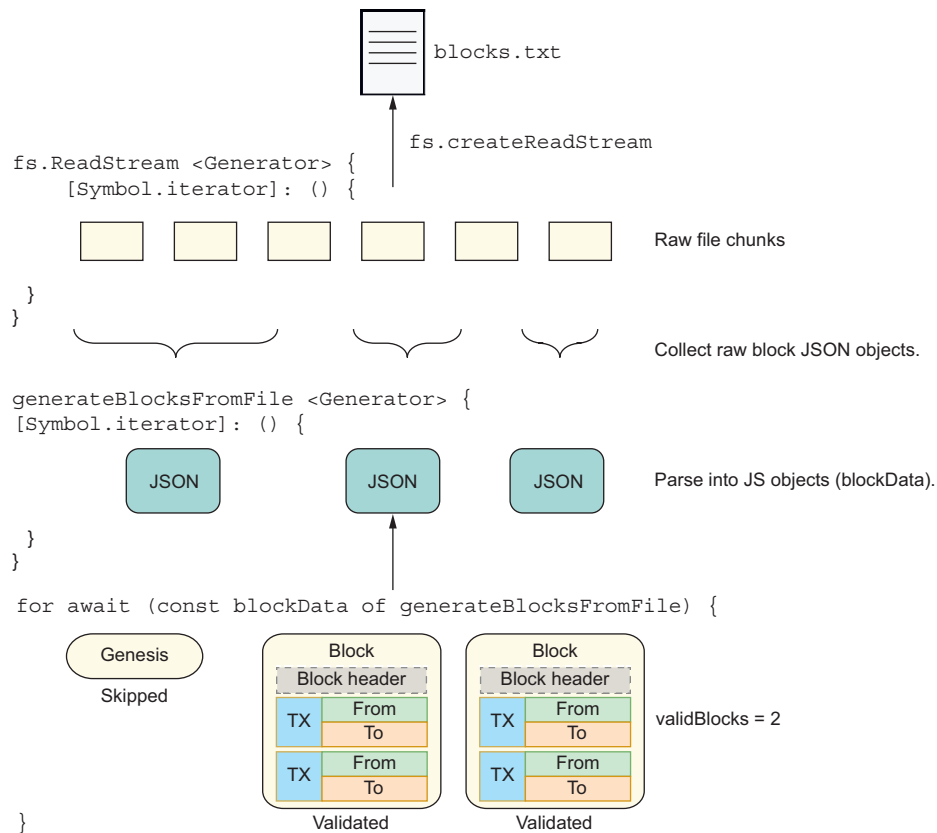 blocks.txt
fs.createReadStream
fs.ReadStream <Generator> {
[Symbol.iterator]: () {
Raw file chunks
}
}
Collect raw block JSON objects.
generateBlocksFromFile <Generator> {
[Symbol.iterator]: () {
JSON
JSON
JSON
Parse into JS objects (blockData).
}
}
for await (const blockData of generateBlocksFromFile) {
Genesis
Skipped
Block
Block header
TX
From
To
TX
From
To
Validated
Block
Block header
TX
From
To
TX
From
To
Validated
validBlocks = 2
}